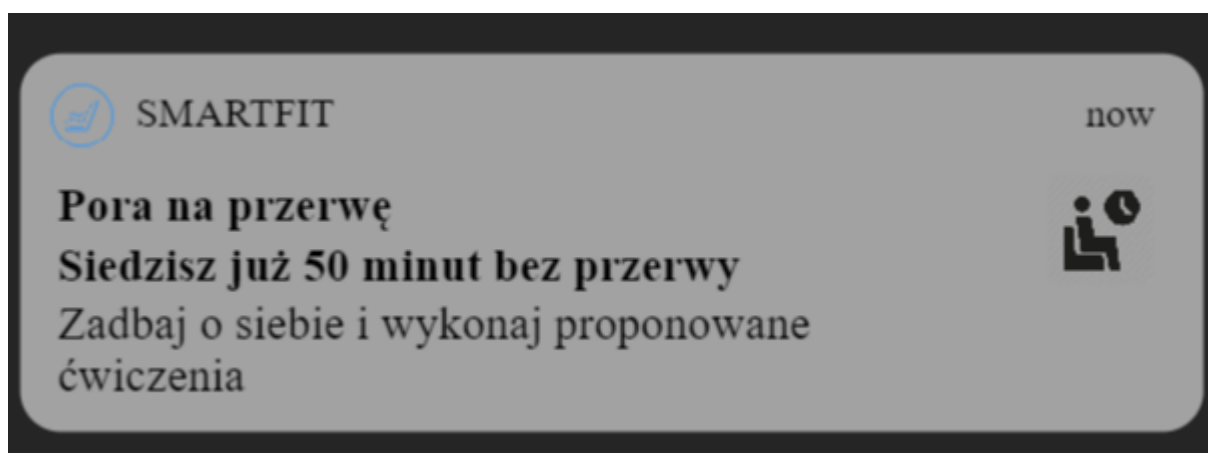 SMARTFIT now
Pora na przerwę
Siedzisz już 50 minut bez przerwy
Zadbaj o siebie i wykonaj proponowane
ćwiczenia